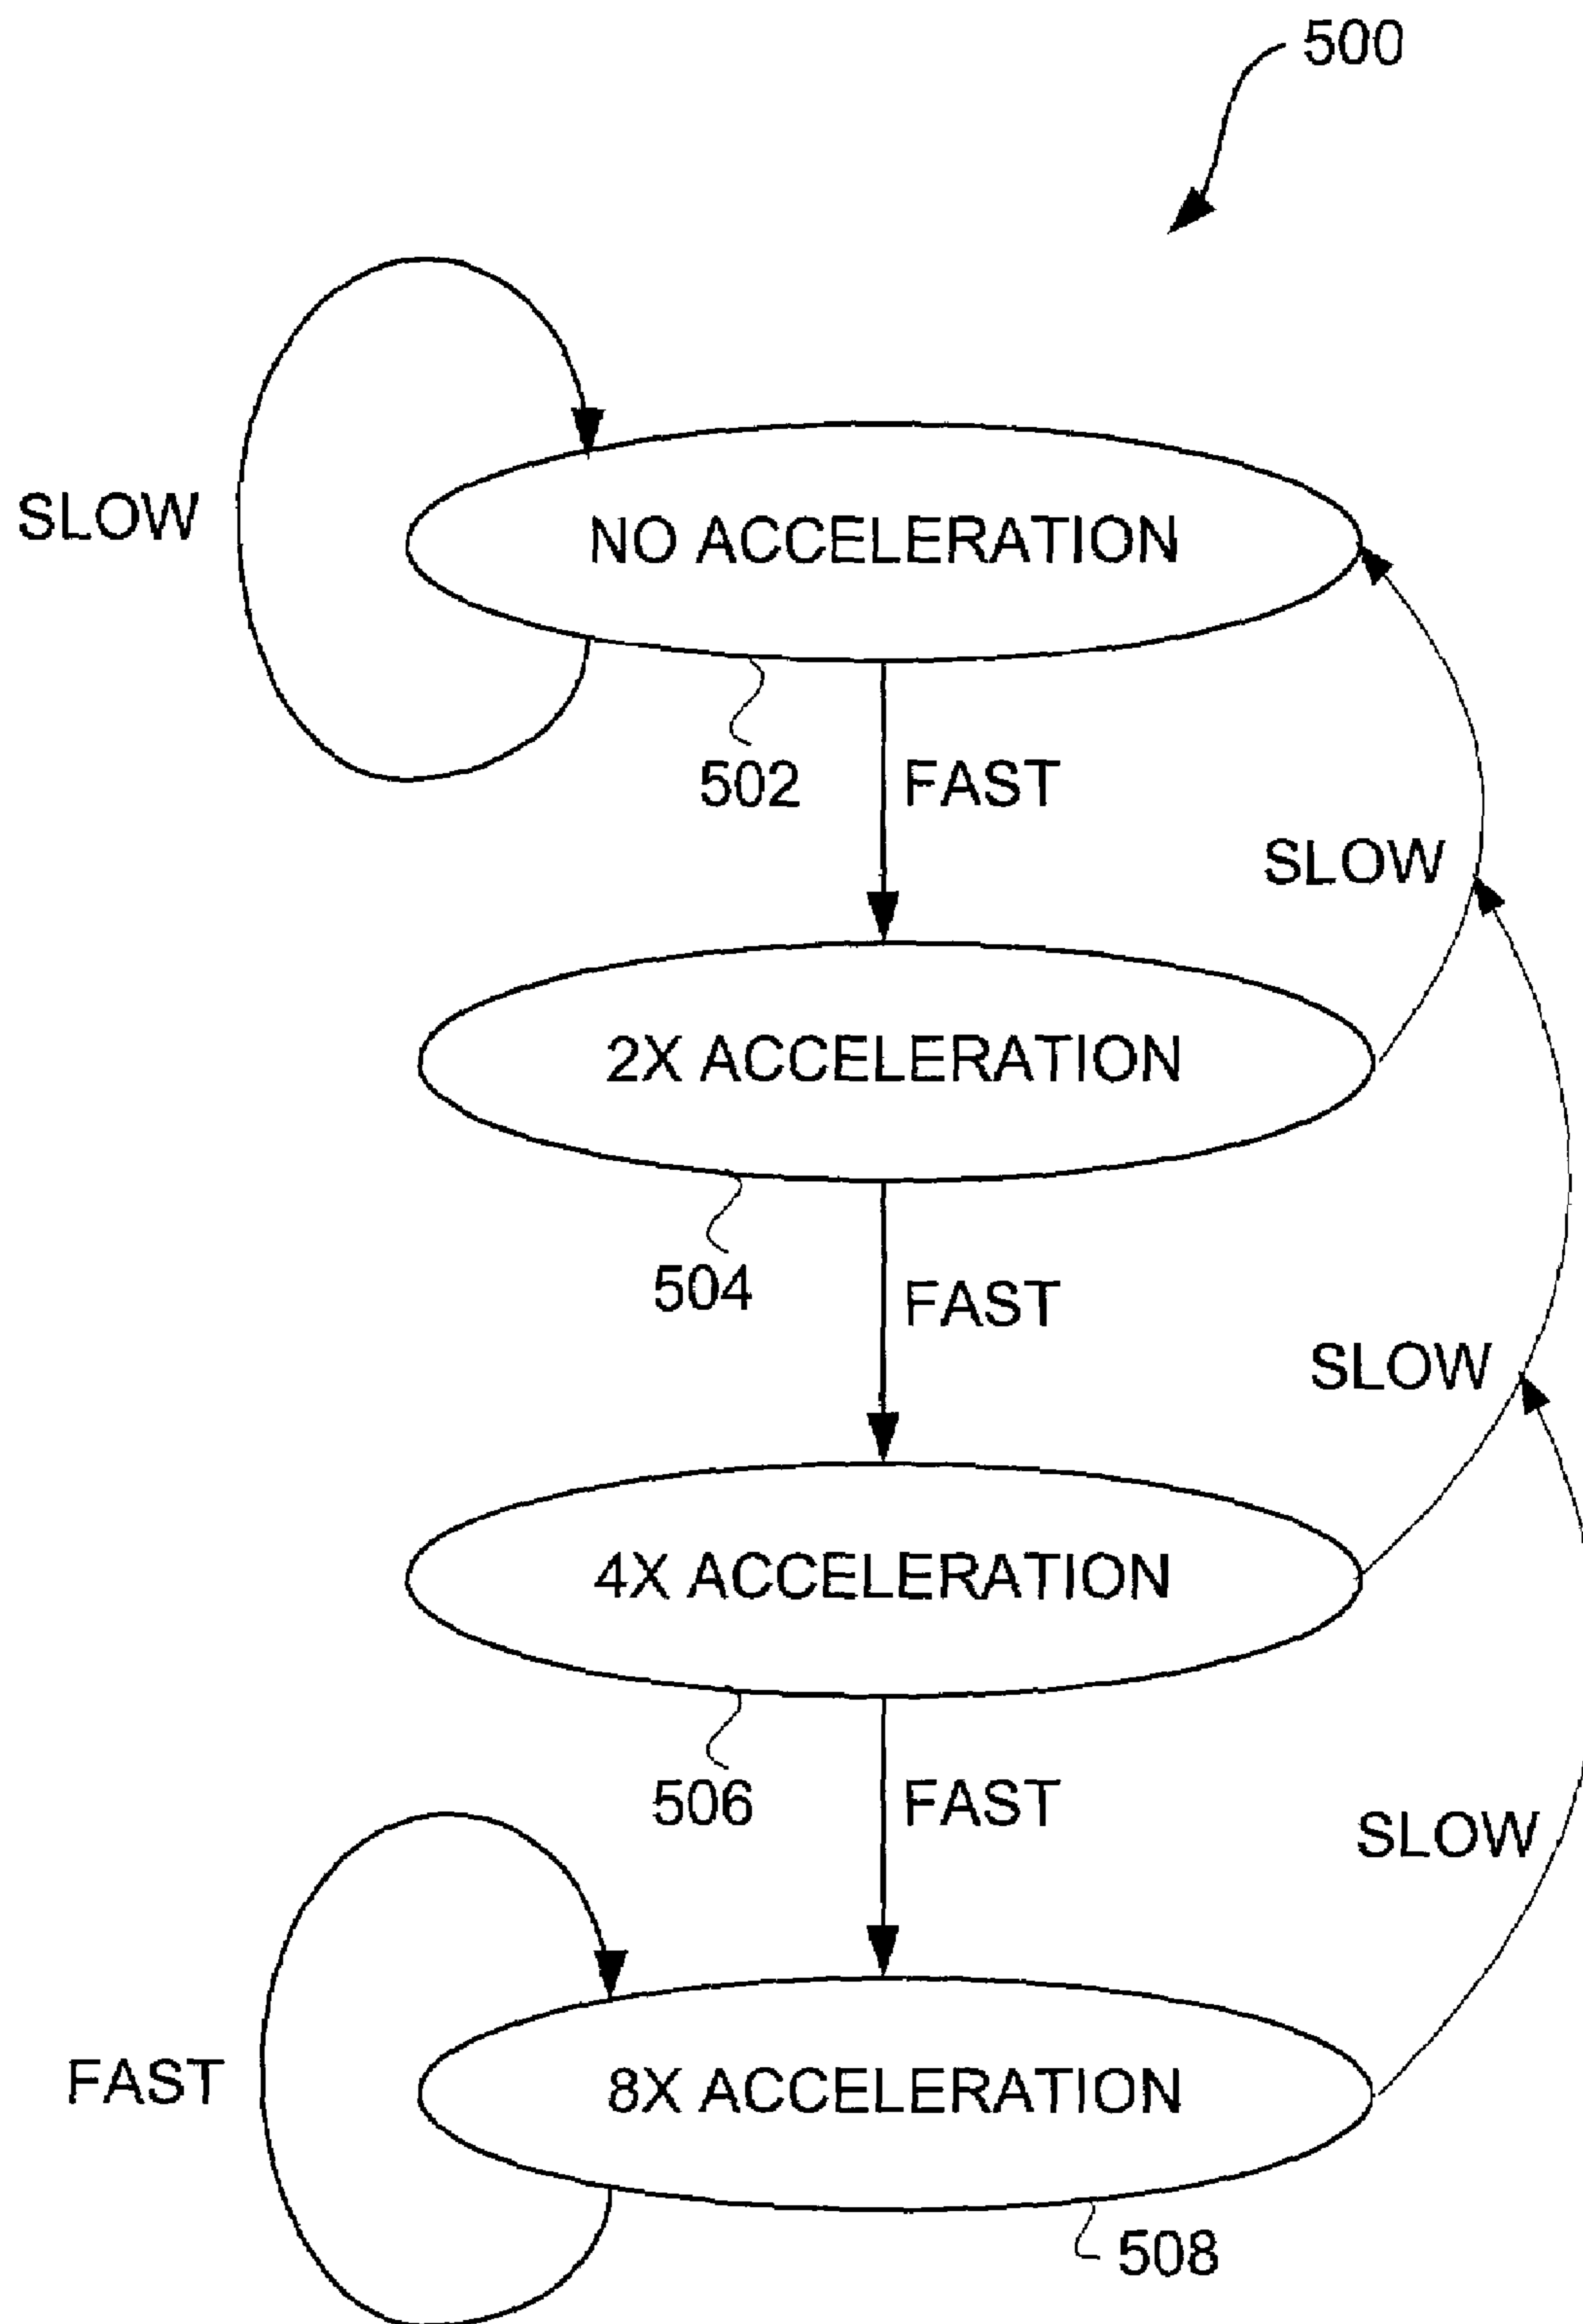 500
SLOW
NO ACCELERATION
502
FAST
SLOW
2X ACCELERATION
504
FAST
SLOW
4X ACCELERATION
506
FAST
SLOW
FAST
8X ACCELERATION
508